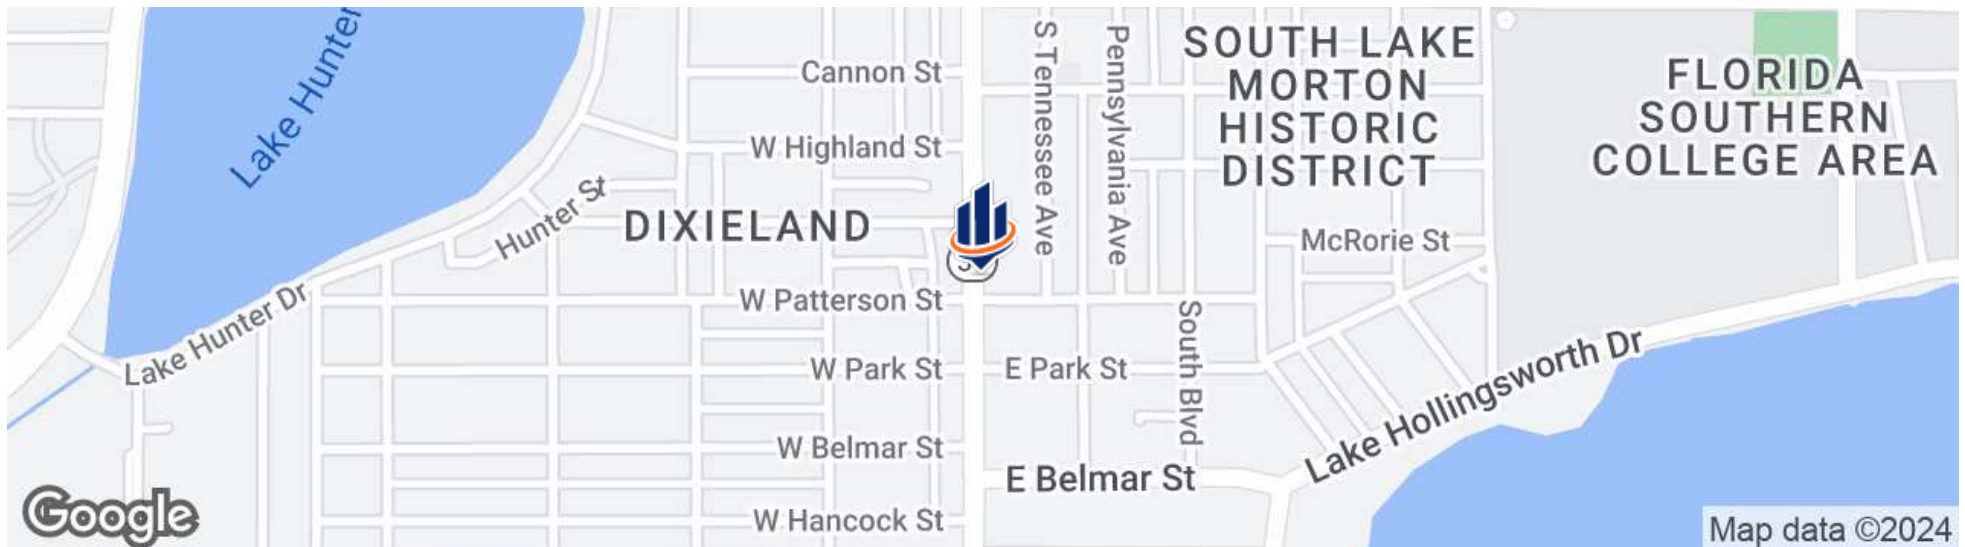 Lake Hunter
Cannon St
S Tennessee Ave
Pennsylvania Ave
SOUTH LAKE
MORTON
HISTORIC
DISTRICT
FLORIDA
SOUTHERN
COLLEGE AREA
W Highland St
Hunter St
DIXIELAND
McRorie St
Lake Hunter Dr
W Patterson St
South Blvd
W Park St
E Park St
Lake Hollingsworth Dr
W Belmar St
E Belmar St
W Hancock St
Google
Map data ©2024